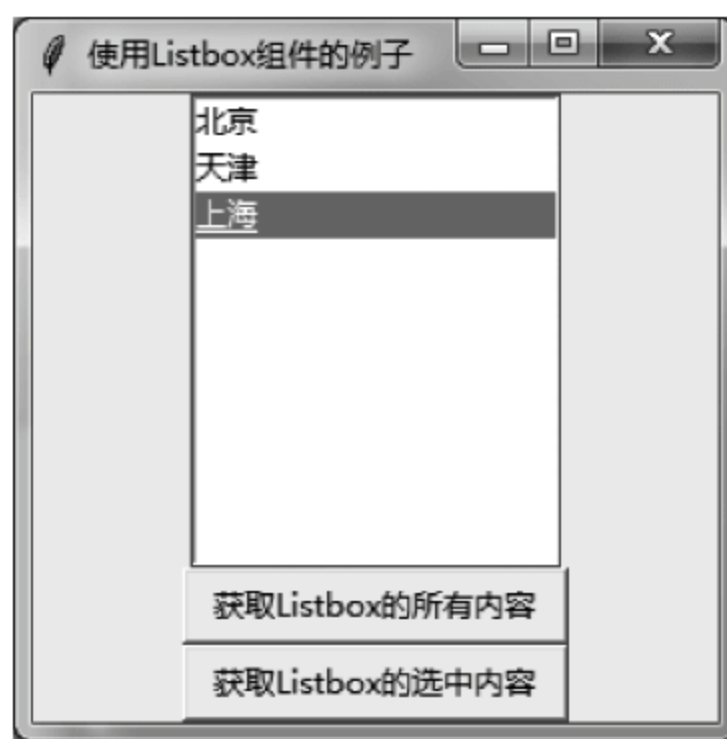 使用Listbox组件的例子
北京
天津
上海
获取Listbox的所有内容
获取Listbox的选中内容